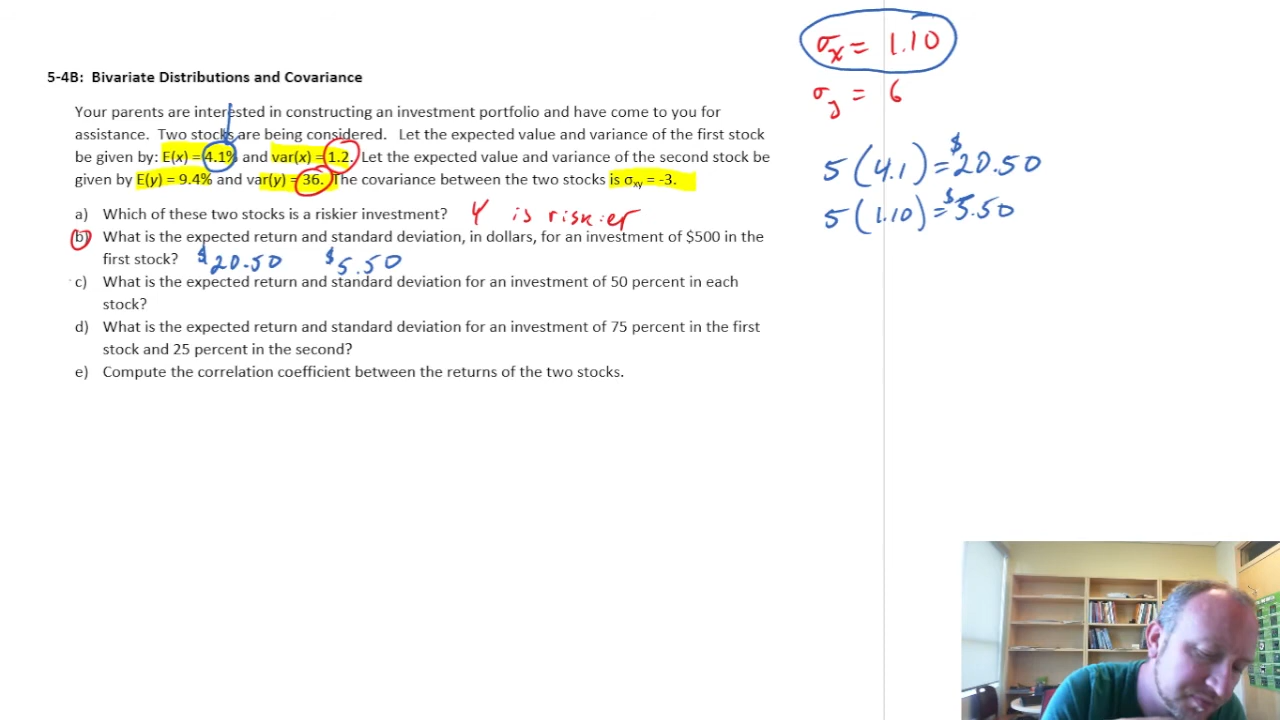 σx = 1.10
5-4B: Bivariate Distributions and Covariance
σy = 6
Your parents are interested in constructing an investment portfolio and have come to you for
assistance. Two stocks are being considered. Let the expected value and variance of the first stock
be given by: E(x) = 4.1% and var(x) = 1.2. Let the expected value and variance of the second stock be
given by E(y) = 9.4% and var(y) = 36. The covariance between the two stocks is σxy = -3.
5(4.1) = $20.50
5(1.10) = $5.50
a) Which of these two stocks is a riskier investment? Y is riskier
b) What is the expected return and standard deviation, in dollars, for an investment of $500 in the
first stock? $20.50 $5.50
c) What is the expected return and standard deviation for an investment of 50 percent in each
stock?
d) What is the expected return and standard deviation for an investment of 75 percent in the first
stock and 25 percent in the second?
e) Compute the correlation coefficient between the returns of the two stocks.